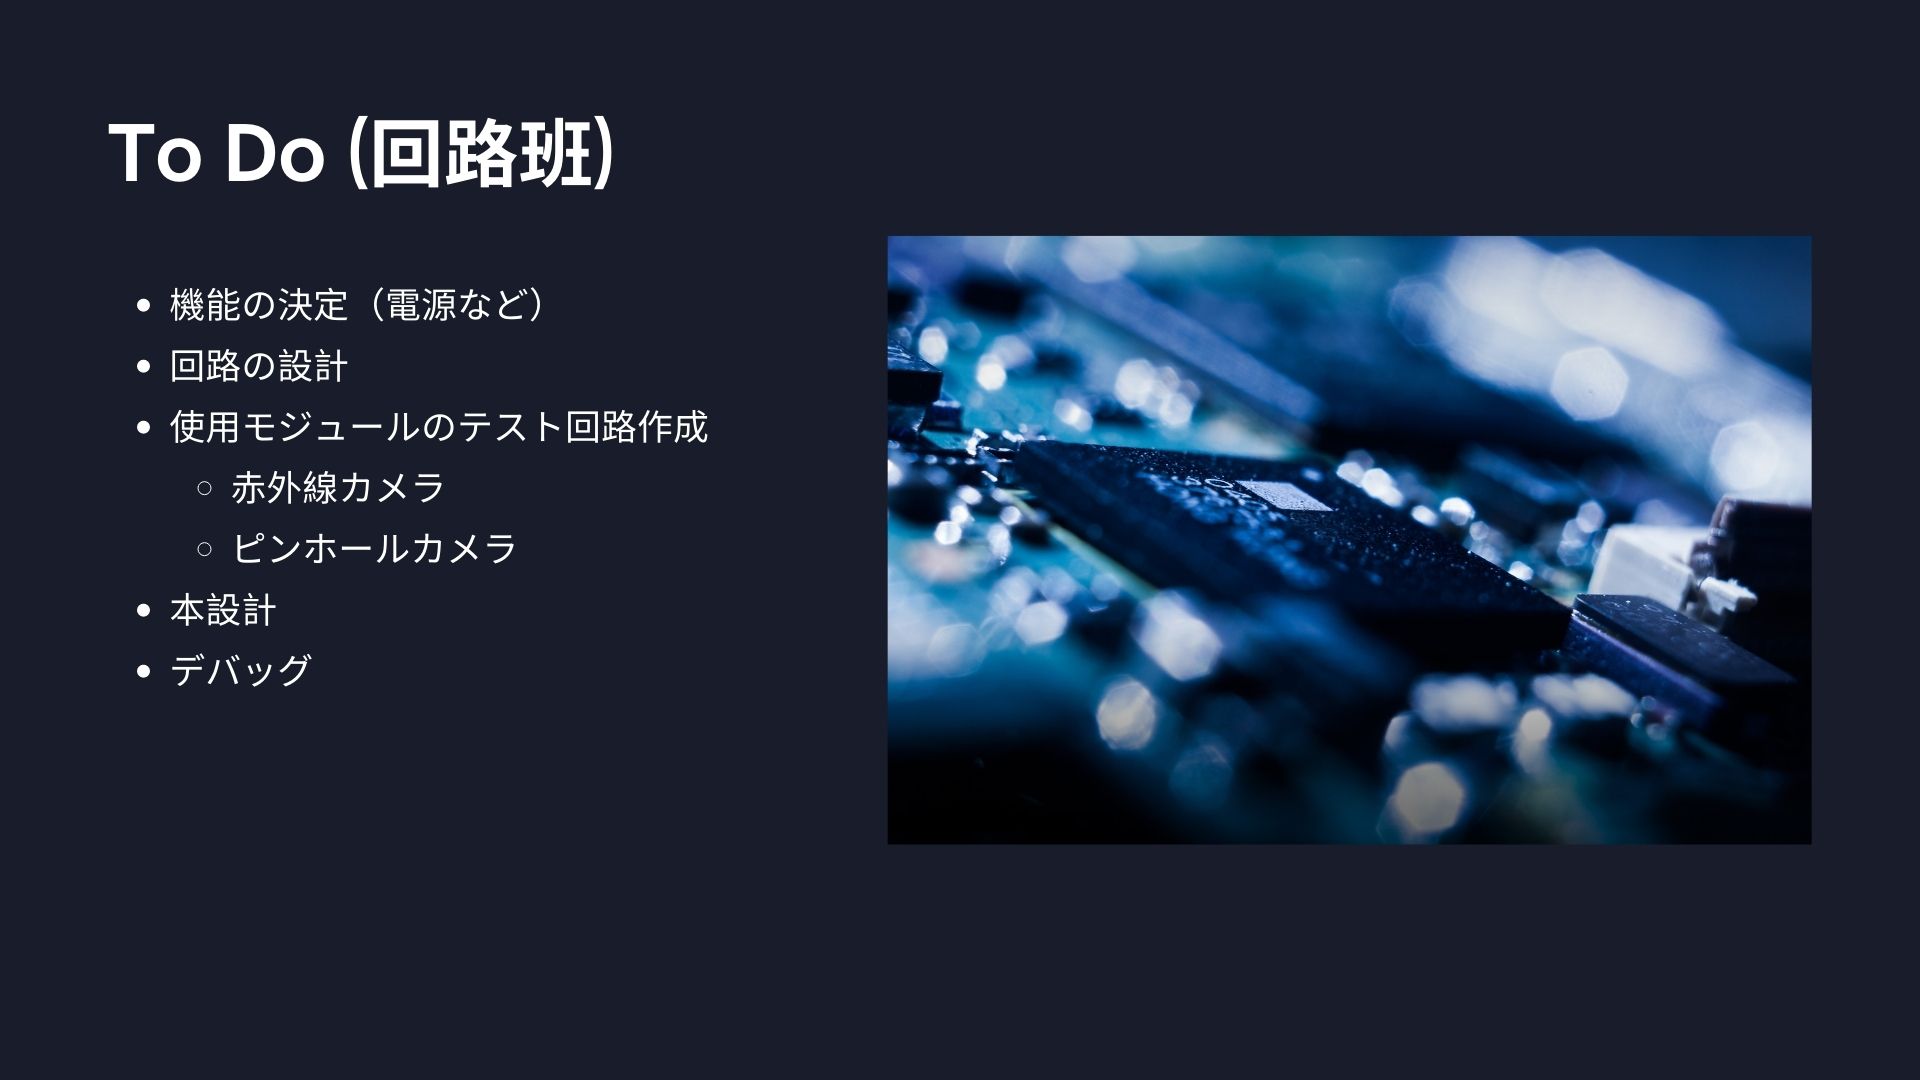 To Do (回路班)
機能の決定（電源など）
回路の設計
使用モジュールのテスト回路作成
赤外線カメラ
ピンホールカメラ
本設計
デバッグ